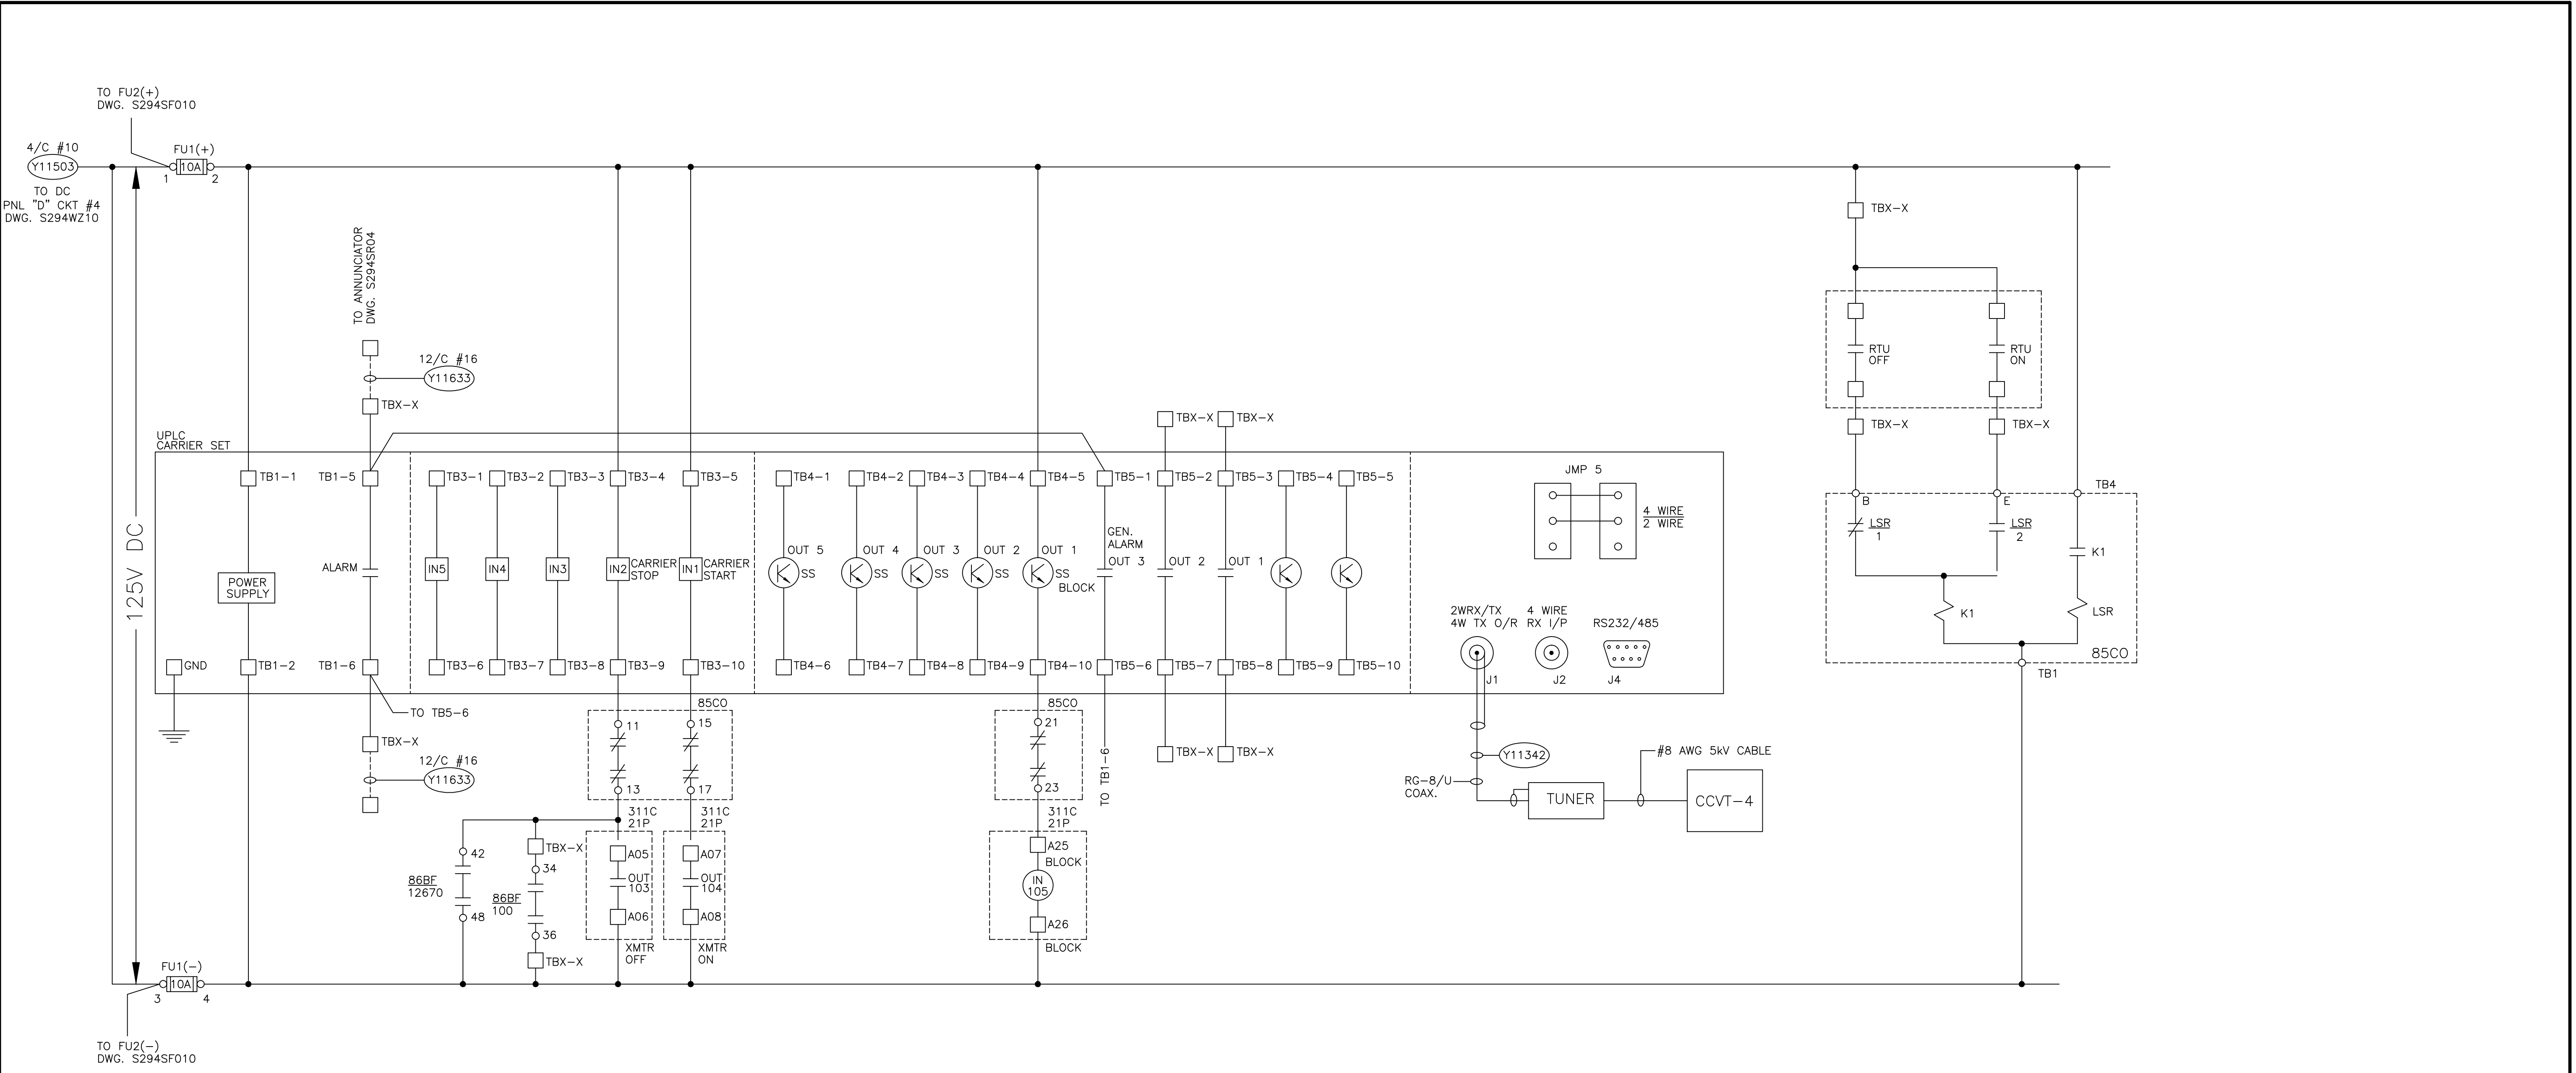 TO FU2(+)
DWG. S294SF010
4/C #10
Y11503
TO DC
PNL "D" CKT #4
DWG. S294WZ10
FU1(+)
1
10A
2
125V DC
TO ANNUNCIATOR
DWG. S294SR04
12/C #16
Y11633
TBX-X
TBX-X
TBX-X
TBX-X
RTU
OFF
RTU
ON
TBX-X
TBX-X
UPLC
CARRIER SET
TB1-1
TB1-5
TB3-1
TB3-2
TB3-3
TB3-4
TB3-5
TB4-1
TB4-2
TB4-3
TB4-4
TB4-5
TB5-1
TB5-2
TB5-3
TB5-4
TB5-5
JMP 5
4 WIRE
2 WIRE
POWER
SUPPLY
ALARM
IN5
IN4
IN3
IN2
CARRIER
STOP
IN1
CARRIER
START
OUT 5
SS
OUT 4
SS
OUT 3
SS
OUT 2
SS
OUT 1
SS
BLOCK
GEN.
ALARM
OUT 3
OUT 2
OUT 1
2WRX/TX
4W TX O/R
4 WIRE
RX I/P
RS232/485
J1
J2
J4
GND
TB1-2
TB1-6
TB3-6
TB3-7
TB3-8
TB3-9
TB3-10
TB4-6
TB4-7
TB4-8
TB4-9
TB4-10
TB5-6
TB5-7
TB5-8
TB5-9
TB5-10
B
E
TB4
LSR
1
LSR
2
K1
K1
LSR
85CO
TB1
TO TB5-6
TBX-X
12/C #16
Y11633
85CO
11
15
13
17
85CO
21
23
TO TB1-6
TBX-X
TBX-X
Y11342
RG-8/U
COAX.
TUNER
#8 AWG 5kV CABLE
CCVT-4
42
86BF
12670
48
TBX-X
34
86BF
100
36
TBX-X
311C
21P
A05
OUT
103
A06
XMTR
OFF
311C
21P
A07
OUT
104
A08
XMTR
ON
311C
21P
A25
BLOCK
IN
105
A26
BLOCK
FU1(-)
3
10A
4
TO FU2(-)
DWG. S294SF010